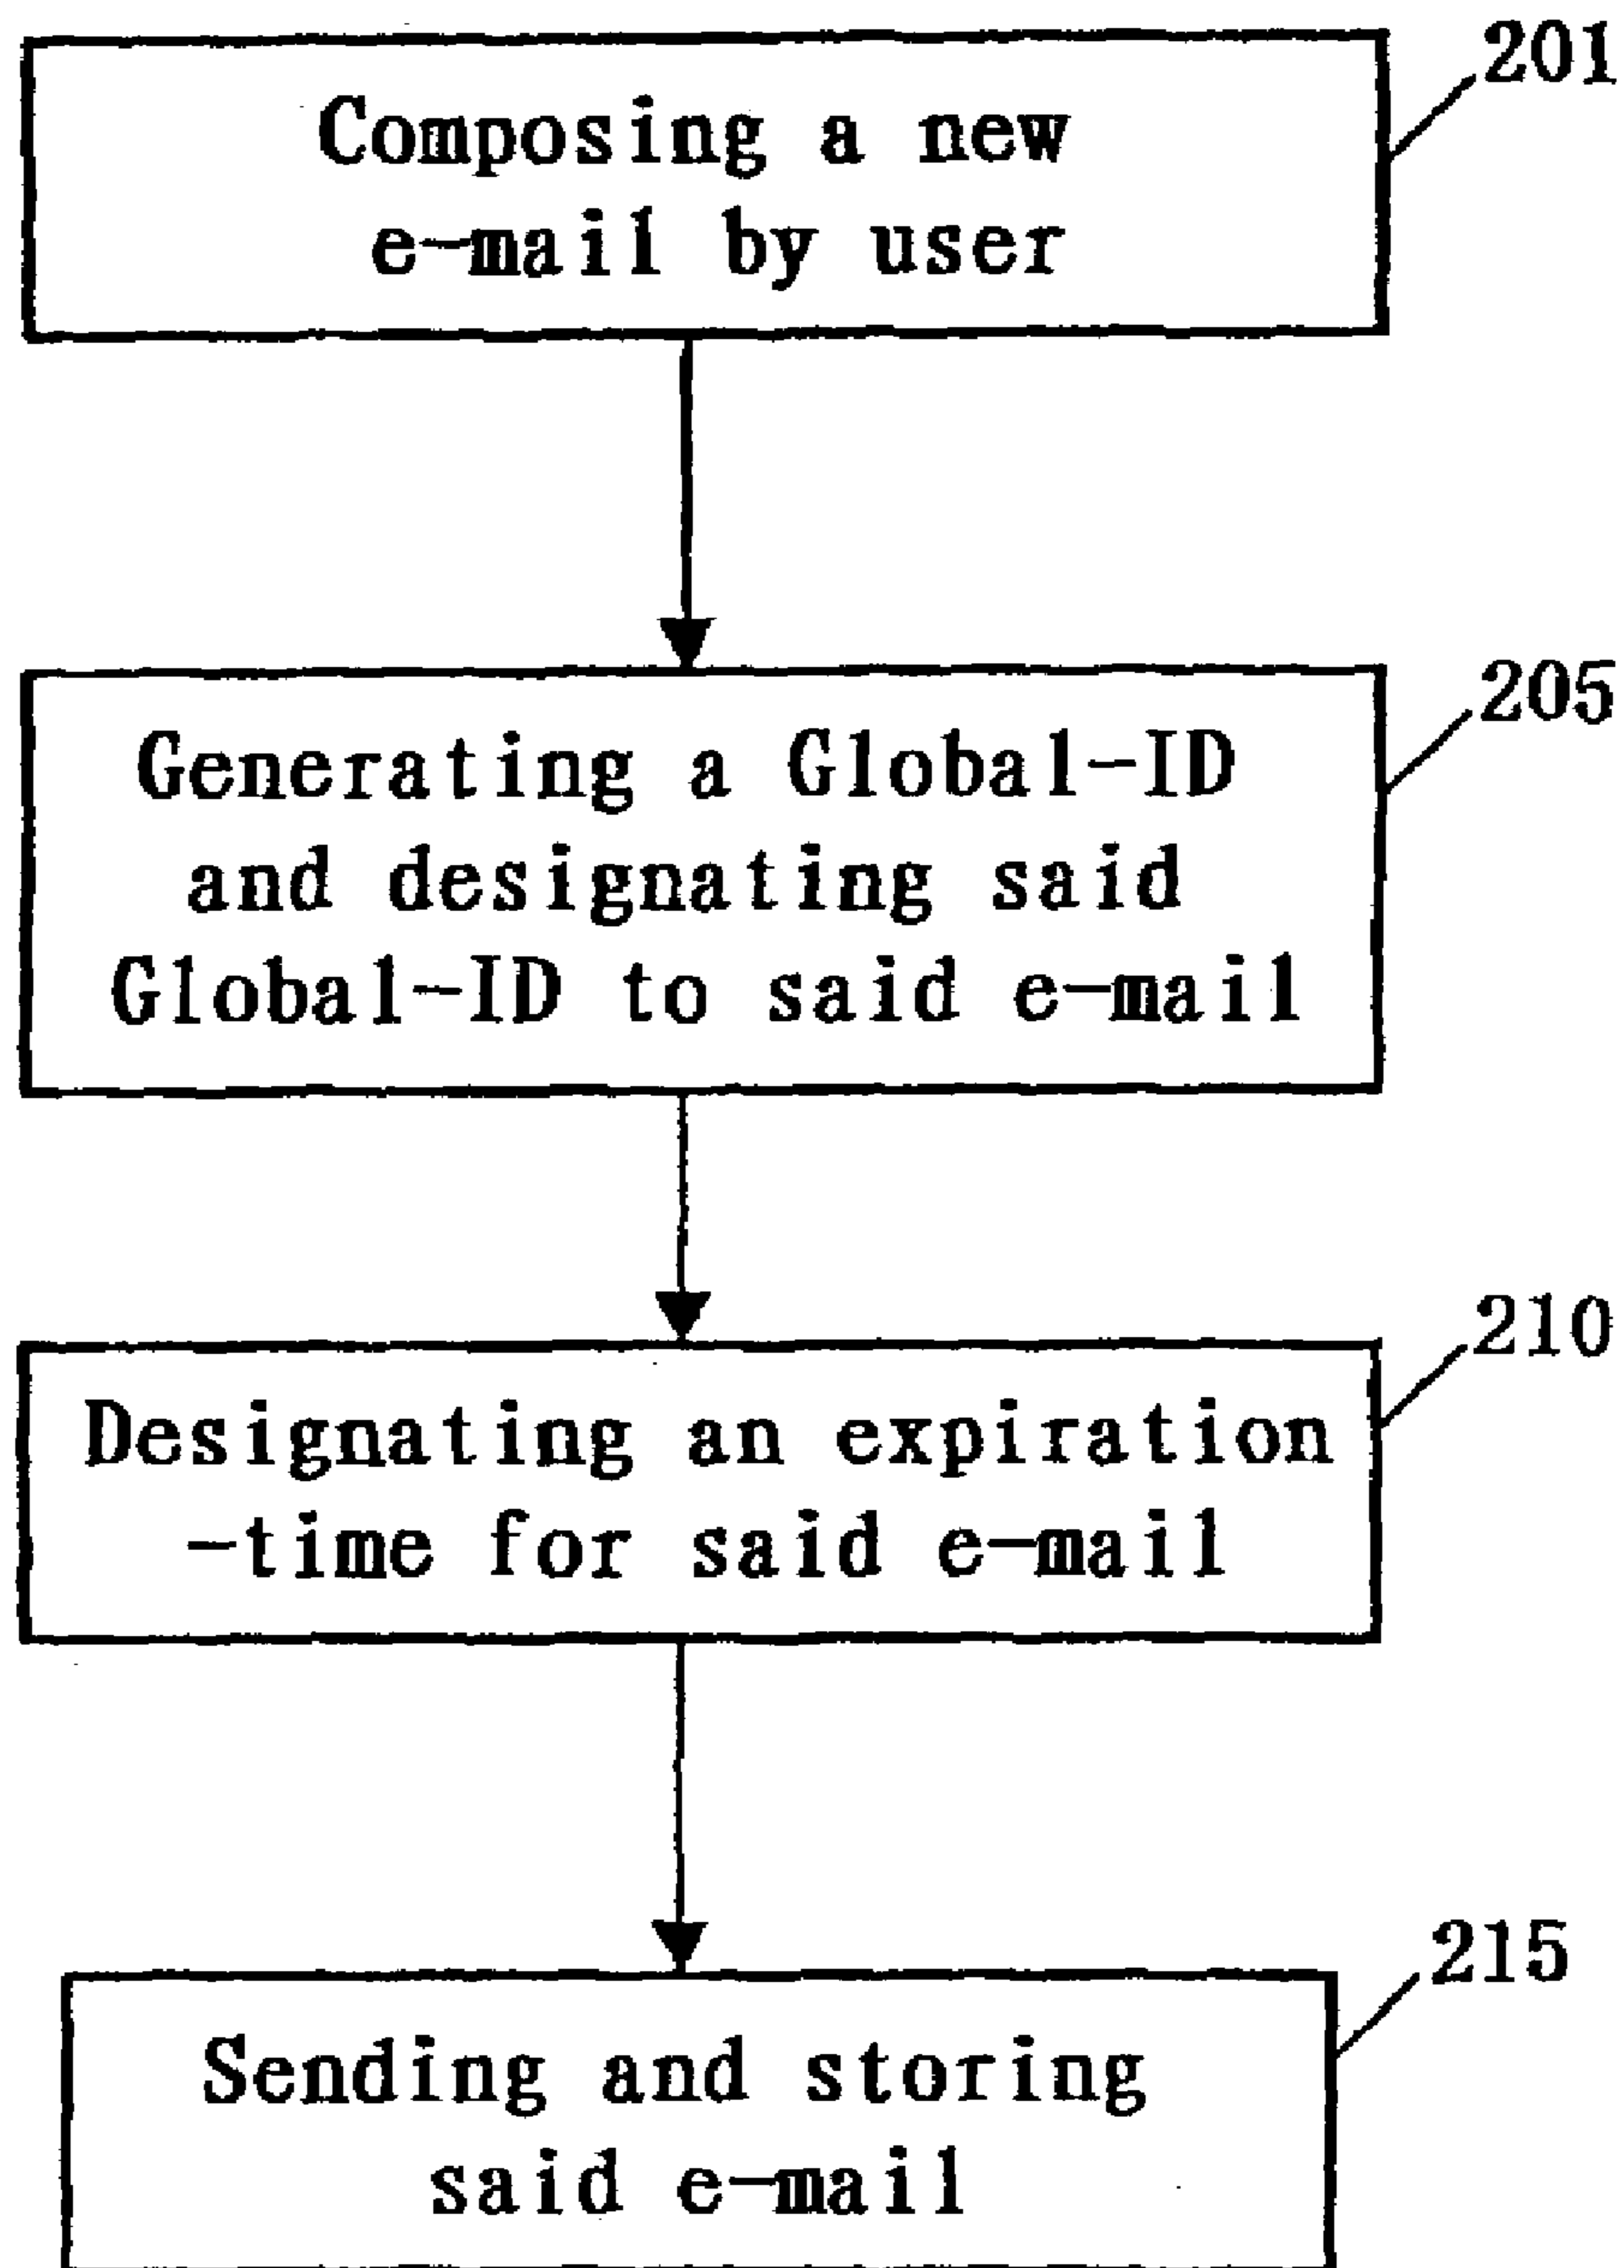 201
Composing a new
e-mail by user
205
Generating a Global-ID
and designating said
Global-ID to said e-mail
210
Designating an expiration
-time for said e-mail
215
Sending and storing
said e-mail